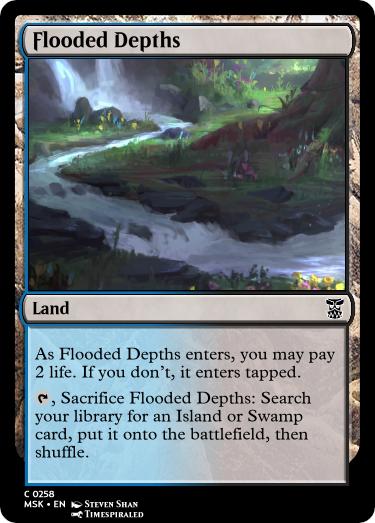 Flooded Depths
Land
As Flooded Depths enters, you may pay
2 life. If you don't, it enters tapped.
, Sacrifice Flooded Depths: Search
your library for an Island or Swamp
card, put it onto the battlefield, then
shuffle.
C 0258
MSK • EN Steven Shan
Timespiraled